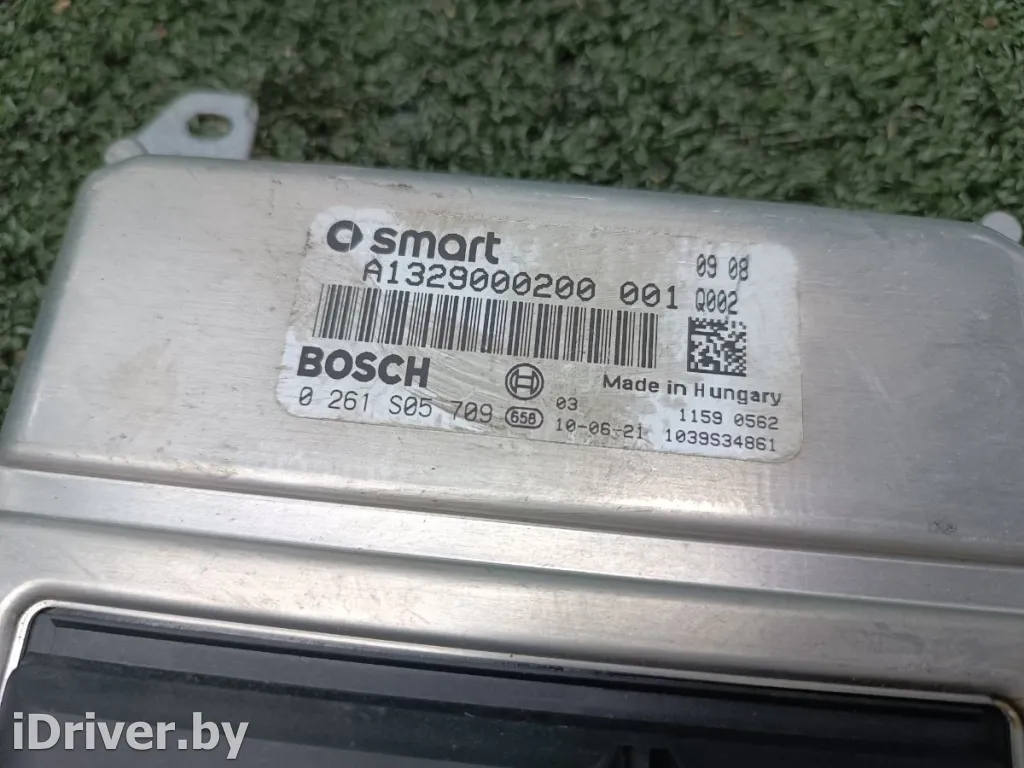 smart
A1329000200 001
09 08
Q002
BOSCH
Made in Hungary
0 261 S05 709
658
03
10-06-21
1159 0562
1039S34861
iDriver.by